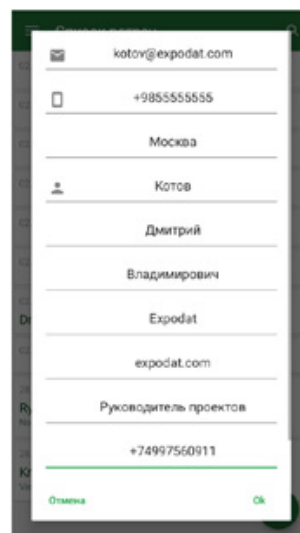 kotov@expodat.com
+9855555555
Москва
Котов
Дмитрий
Владимирович
Expodat
expodat.com
Руководитель проектов
+74997560911
Отмена
Ok